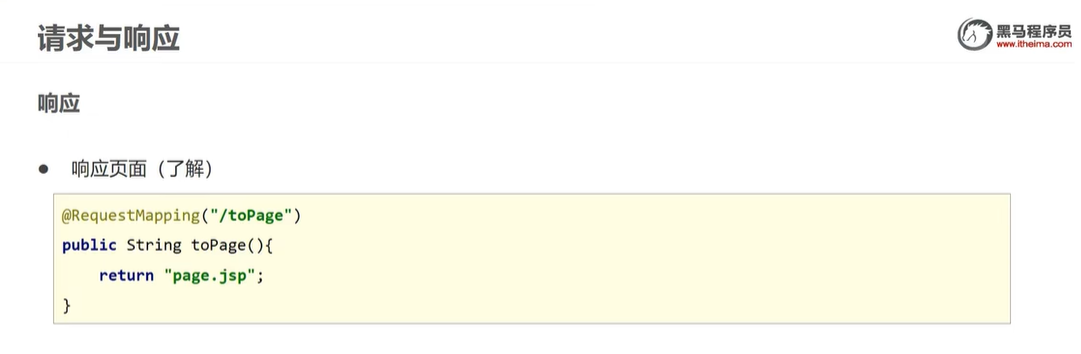 请求与响应
黑马程序员
www.itheima.com
响应
● 响应页面（了解）
@RequestMapping("/toPage")
public String toPage(){
    return "page.jsp";
}